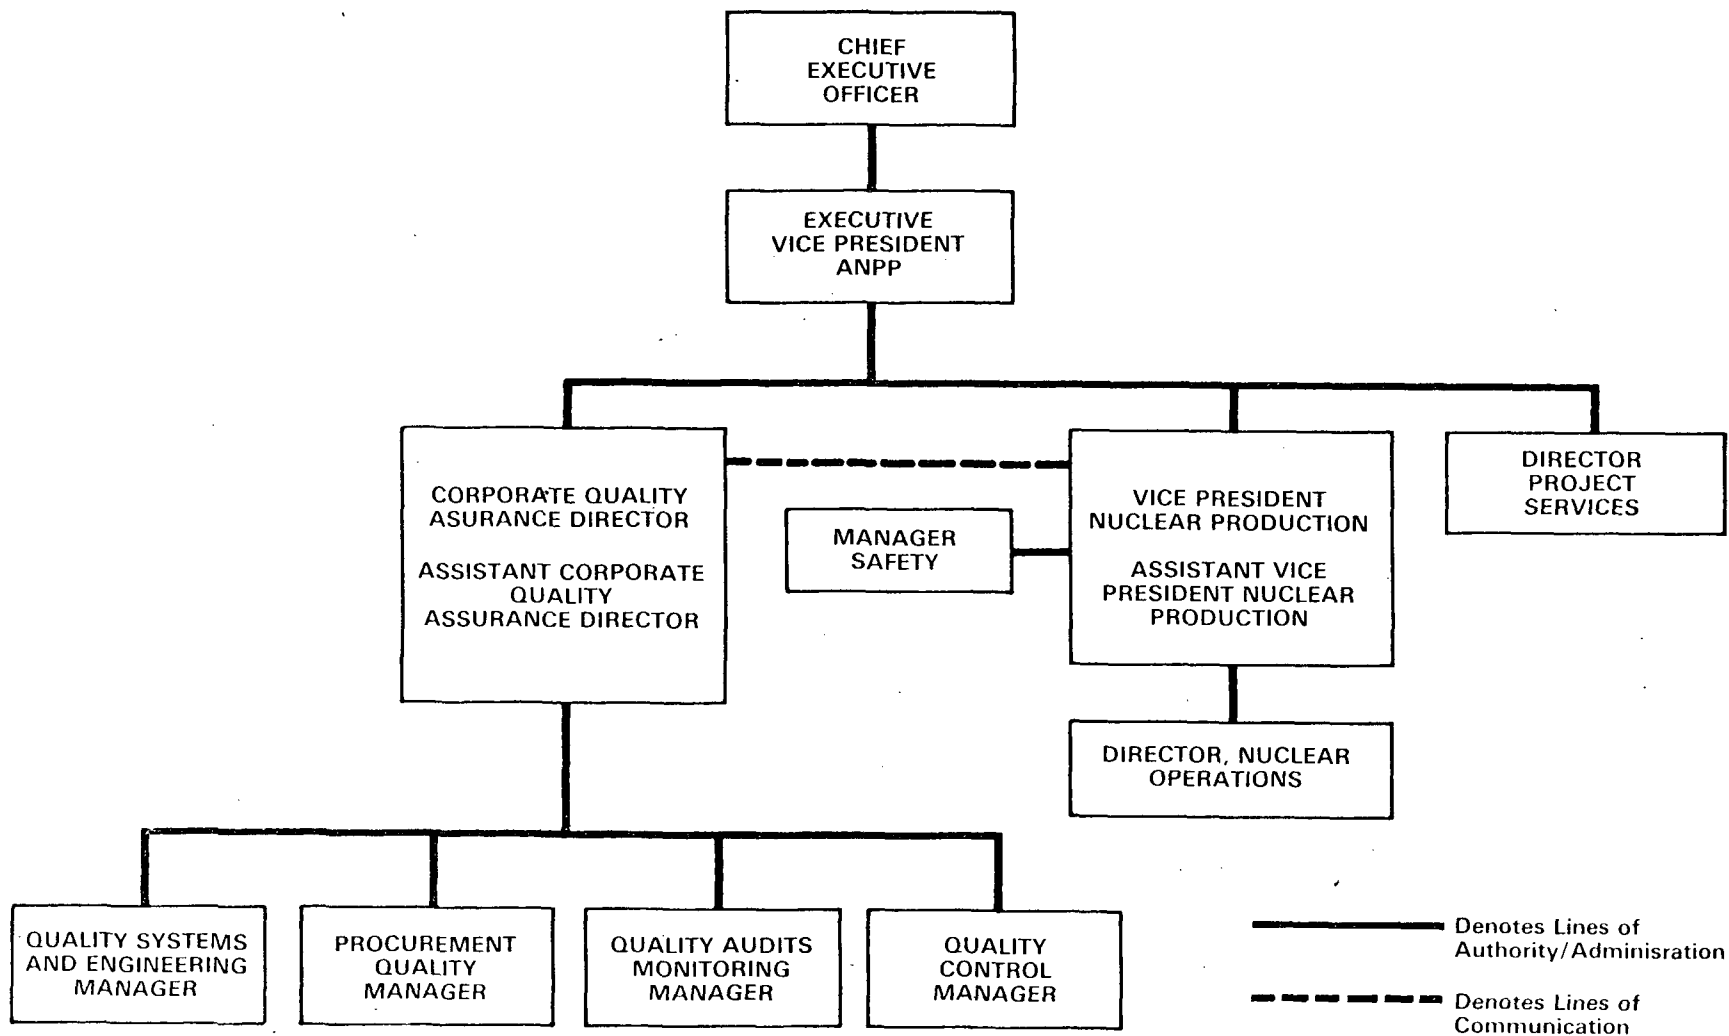 CHIEF
EXECUTIVE
OFFICER
EXECUTIVE
VICE PRESIDENT
ANPP
CORPORATE QUALITY
ASURANCE DIRECTOR
ASSISTANT CORPORATE
QUALITY
ASSURANCE DIRECTOR
MANAGER
SAFETY
VICE PRESIDENT
NUCLEAR PRODUCTION
ASSISTANT VICE
PRESIDENT NUCLEAR
PRODUCTION
DIRECTOR
PROJECT
SERVICES
DIRECTOR, NUCLEAR
OPERATIONS
QUALITY SYSTEMS
AND ENGINEERING
MANAGER
PROCUREMENT
QUALITY
MANAGER
QUALITY AUDITS
MONITORING
MANAGER
QUALITY
CONTROL
MANAGER
Denotes Lines of
Authority/Adminisration
Denotes Lines of
Communication